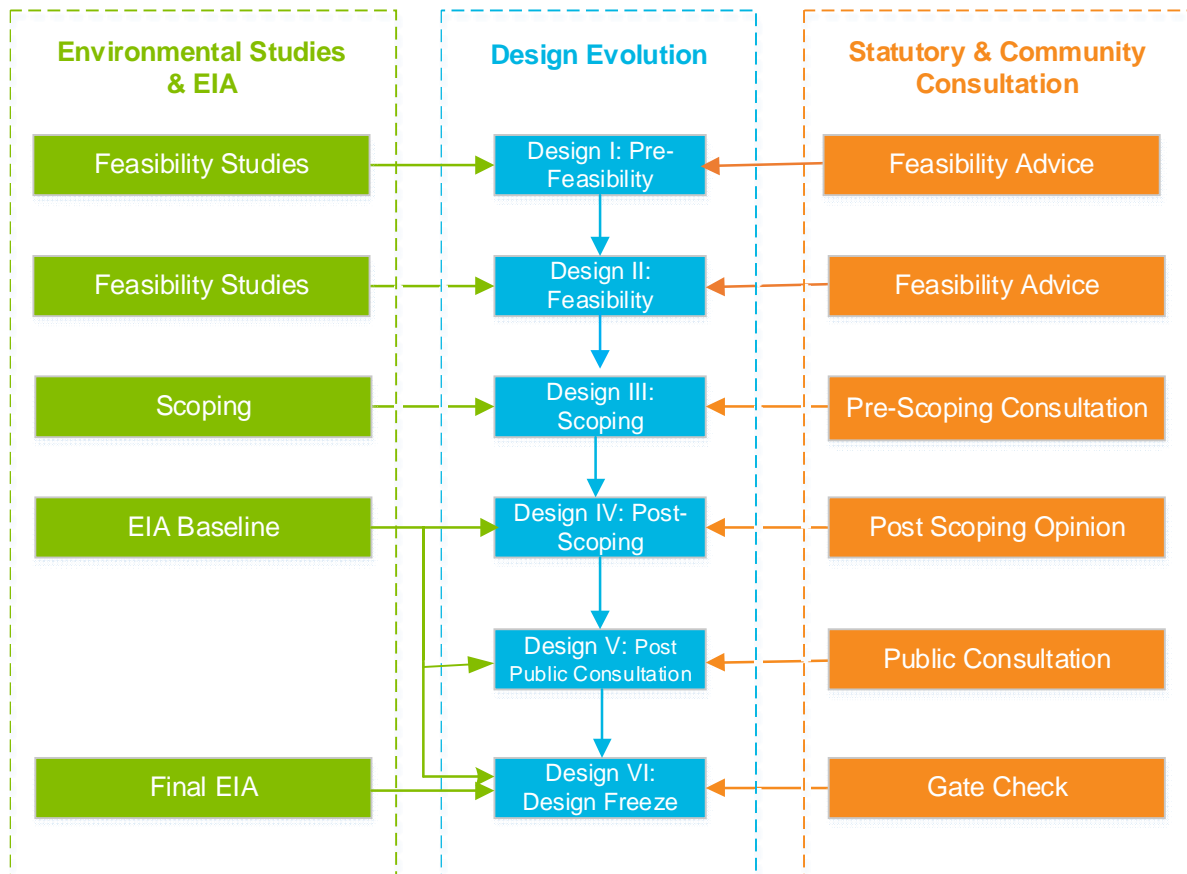 Environmental Studies
& EIA
Design Evolution
Statutory & Community
Consultation
Feasibility Studies
Design I: Pre-
Feasibility
Feasibility Advice
Feasibility Studies
Design II:
Feasibility
Feasibility Advice
Scoping
Design III:
Scoping
Pre-Scoping Consultation
EIA Baseline
Design IV: Post-
Scoping
Post Scoping Opinion
Design V: Post
Public Consultation
Public Consultation
Final EIA
Design VI:
Design Freeze
Gate Check